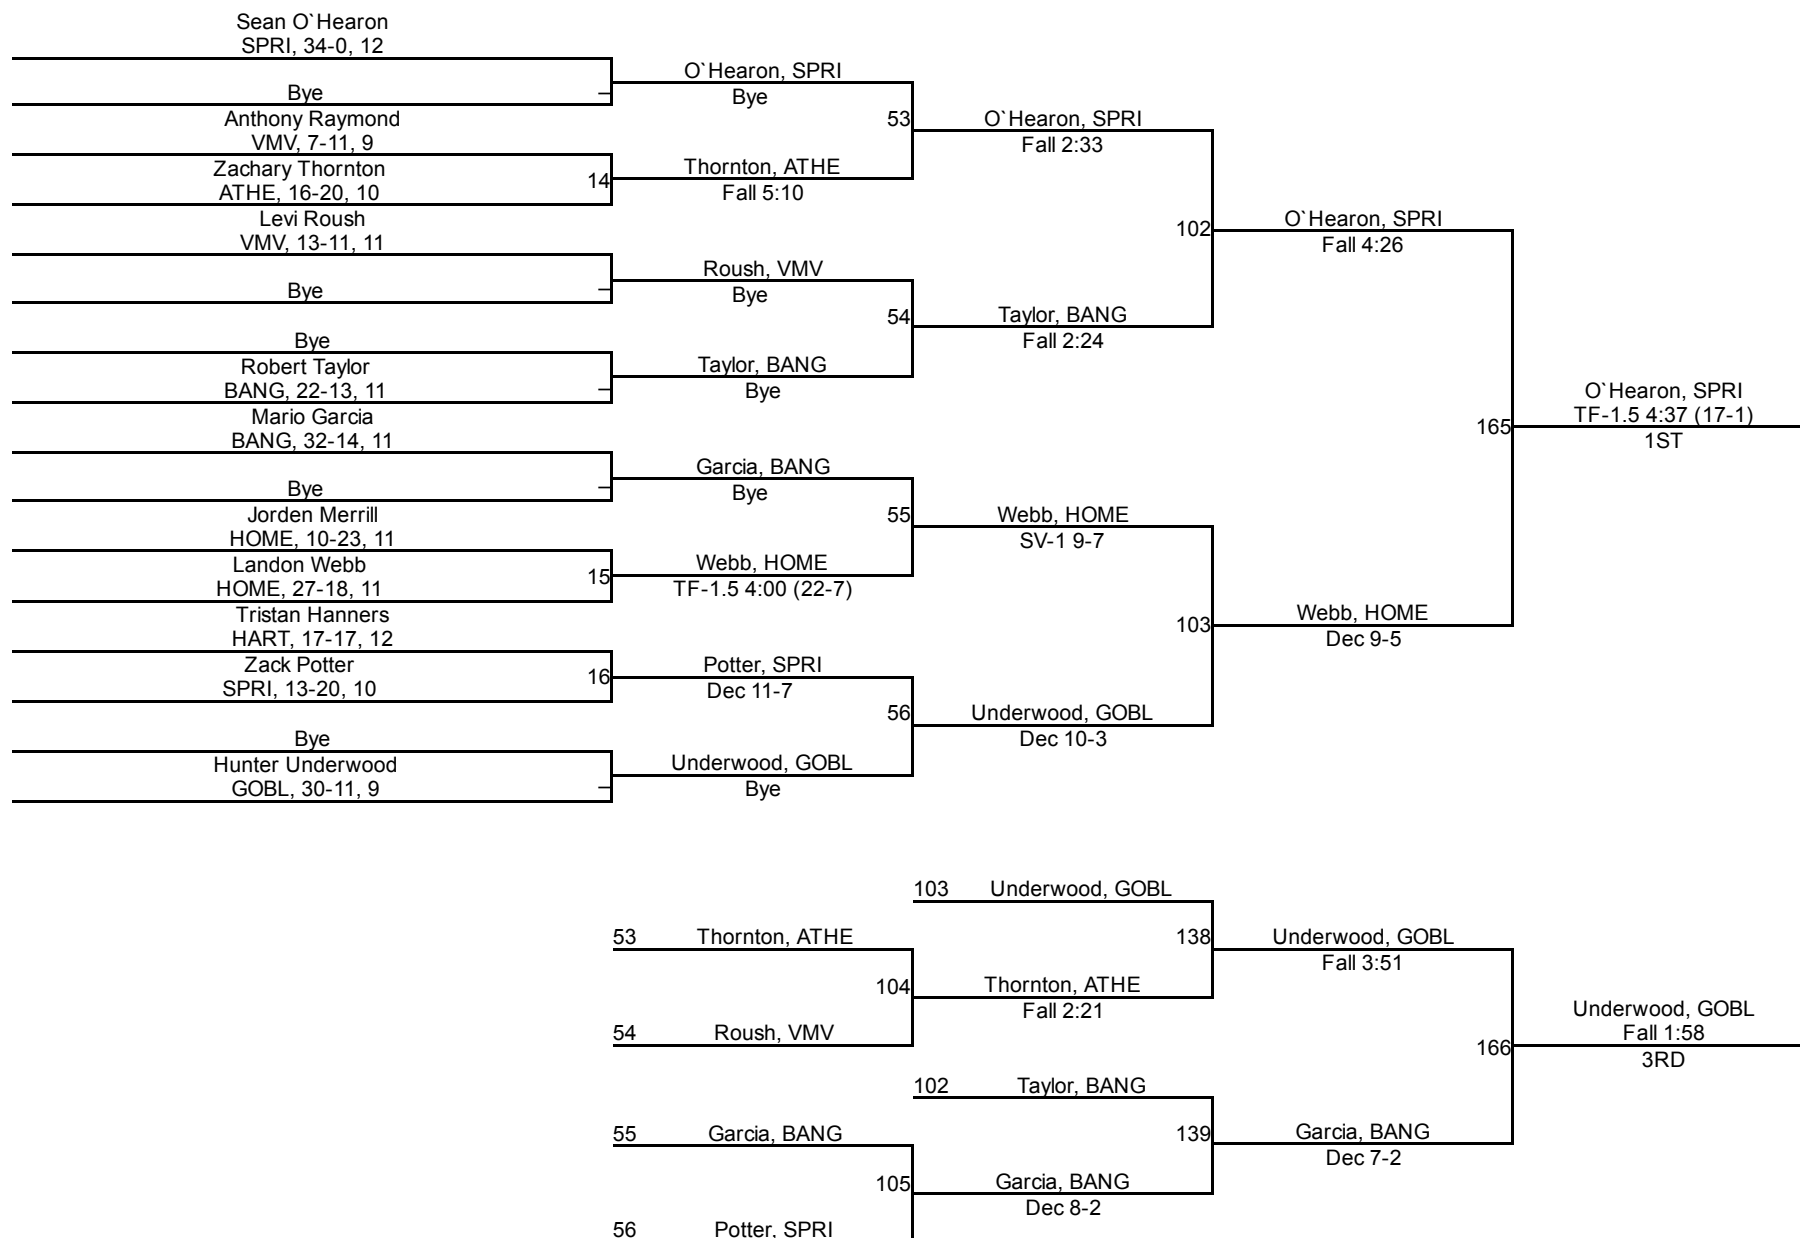 Sean O`Hearon
SPRI, 34-0, 12
Bye
Anthony Raymond
VMV, 7-11, 9
Zachary Thornton
ATHE, 16-20, 10
14
Levi Roush
VMV, 13-11, 11
Bye
Bye
Robert Taylor
BANG, 22-13, 11
Mario Garcia
BANG, 32-14, 11
Bye
Jorden Merrill
HOME, 10-23, 11
Landon Webb
HOME, 27-18, 11
15
Tristan Hanners
HART, 17-17, 12
Zack Potter
SPRI, 13-20, 10
16
Bye
Hunter Underwood
GOBL, 30-11, 9
O`Hearon, SPRI
Bye
53
Thornton, ATHE
Fall 5:10
Roush, VMV
Bye
54
Taylor, BANG
Bye
Garcia, BANG
Bye
55
Webb, HOME
TF-1.5 4:00 (22-7)
Potter, SPRI
Dec 11-7
56
Underwood, GOBL
Bye
O`Hearon, SPRI
Fall 2:33
102
Taylor, BANG
Fall 2:24
Webb, HOME
SV-1 9-7
103
Underwood, GOBL
Dec 10-3
O`Hearon, SPRI
Fall 4:26
165
Webb, HOME
Dec 9-5
O`Hearon, SPRI
TF-1.5 4:37 (17-1)
1ST
103 Underwood, GOBL
53 Thornton, ATHE
138
104
Thornton, ATHE
Fall 2:21
54 Roush, VMV
102 Taylor, BANG
55 Garcia, BANG
139
105
Garcia, BANG
Dec 8-2
56 Potter, SPRI
Underwood, GOBL
Fall 3:51
166
Garcia, BANG
Dec 7-2
Underwood, GOBL
Fall 1:58
3RD